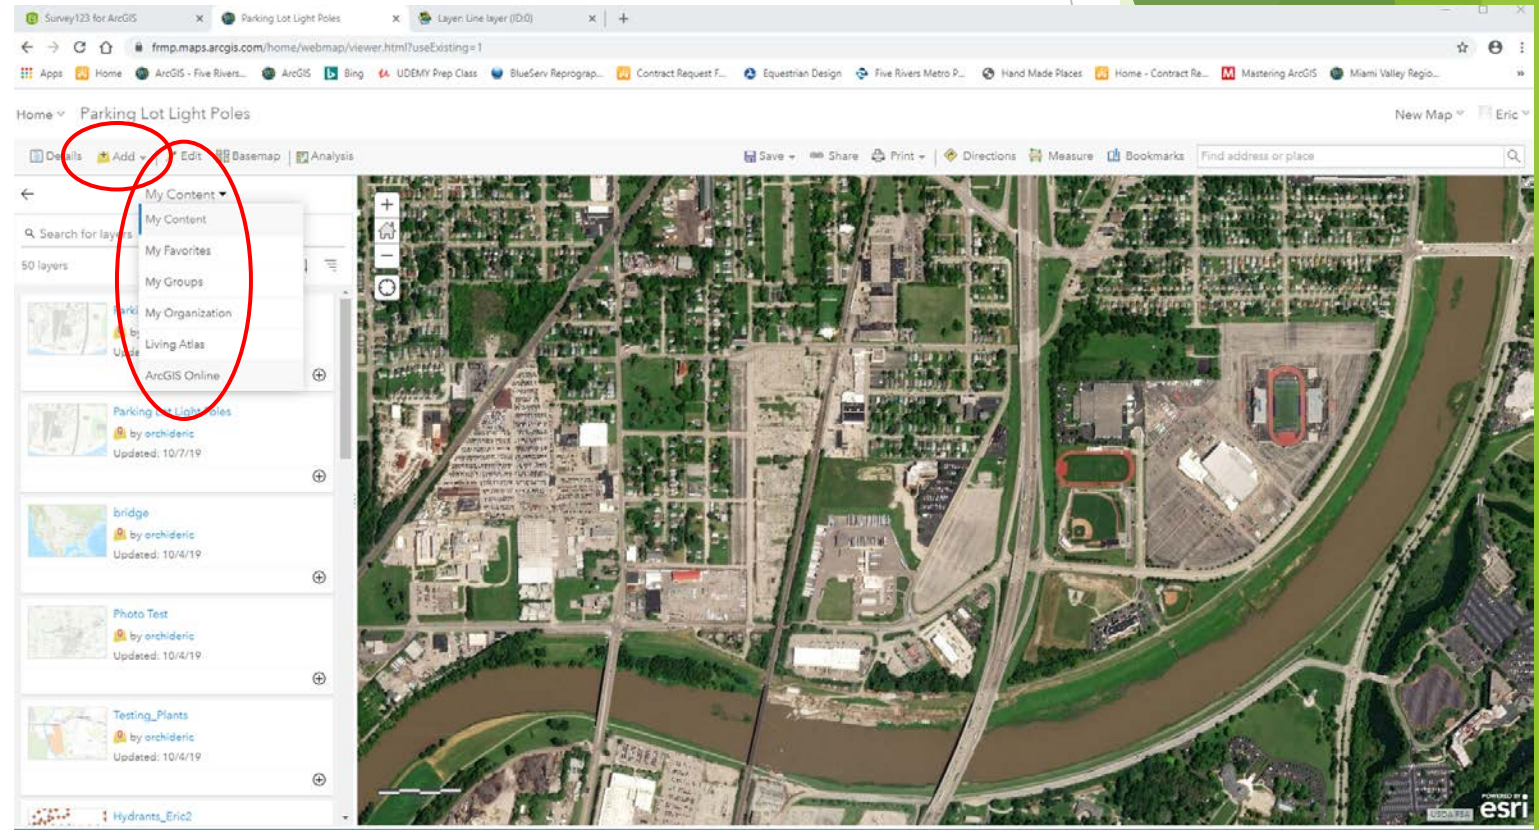 Survey123 for ArcGIS
Parking Lot Light Poles
Layer: Line layer (ID:0)
frmp.maps.arcgis.com/home/webmap/viewer.html?useExisting=1
Apps Home ArcGIS - Five Rivers... ArcGIS Bing UDEMY Prep Class BlueServ Reprograp... Contract Request F... Equestrian Design Five Rivers Metro P... Hand Made Places Home - Contract Re... Mastering ArcGIS Miami Valley Regio...
Home Parking Lot Light Poles New Map Eric
Details Add Edit Basemap Analysis Save Share Print Directions Measure Bookmarks Find address or place
My Content
My Content
Search for layers
My Favorites
50 layers
My Groups
My Organization
Living Atlas
ArcGIS Online
Parking Lot Light Poles
by orchideric
Updated: 10/7/19
bridge
by orchideric
Updated: 10/4/19
Photo Test
by orchideric
Updated: 10/4/19
Testing_Plants
by orchideric
Updated: 10/4/19
Hydrants_Eric2
POWERED BY
esri
USDA FSA